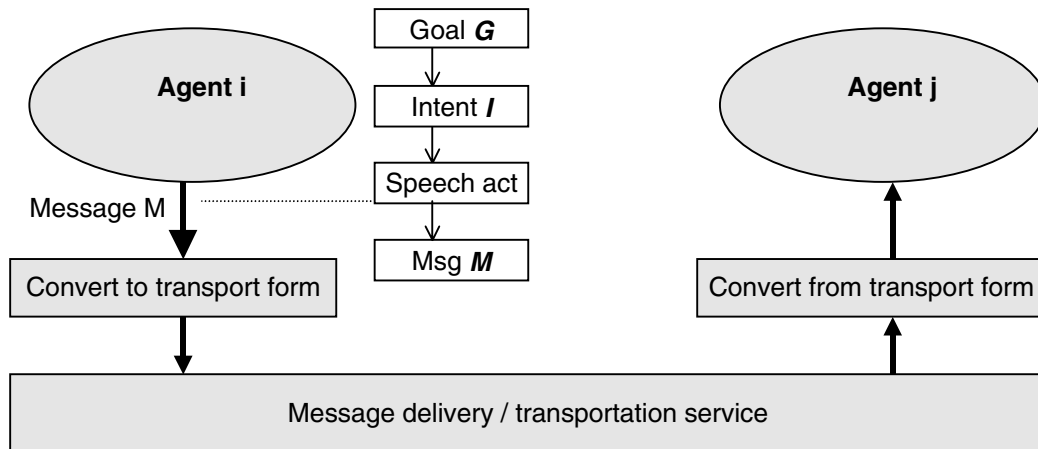 Goal G
Agent i
Agent j
Intent I
Speech act
Message M
Msg M
Convert to transport form
Convert from transport form
Message delivery / transportation service